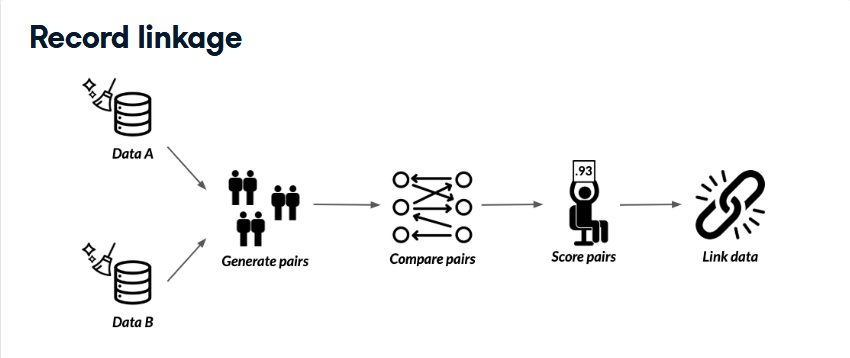 Record linkage
Data A
.93
Generate pairs
Compare pairs
Score pairs
Link data
Data B